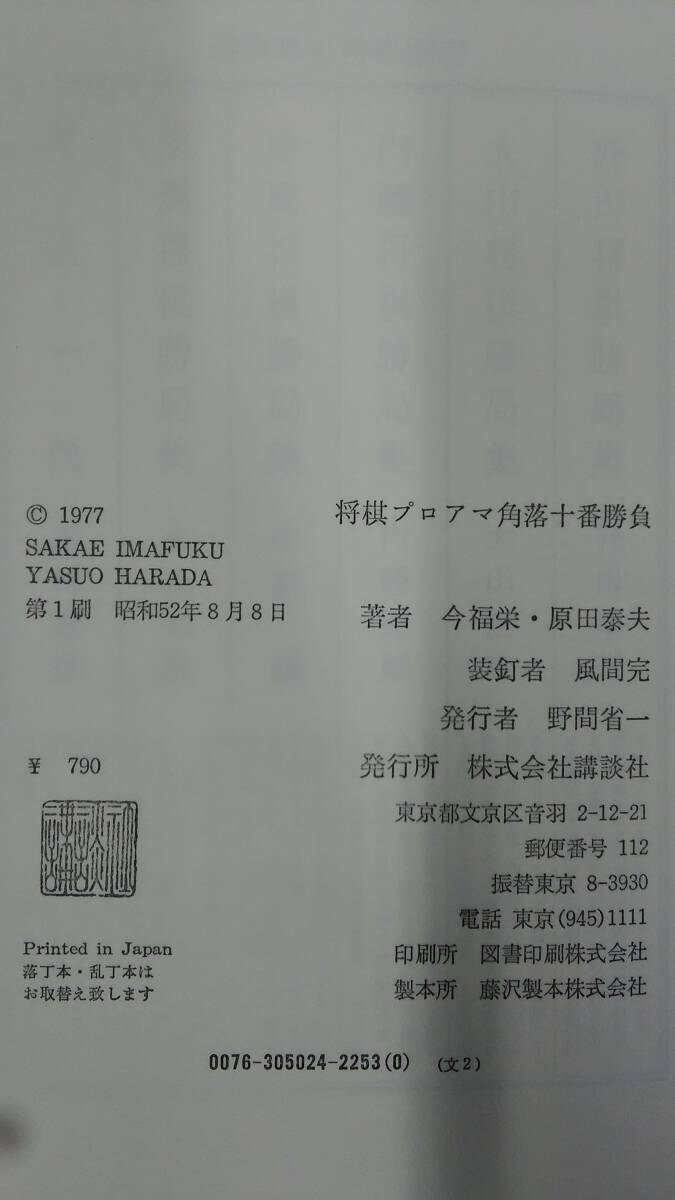 将棋プロアマ角落十番勝負
© 1977
SAKAE IMAFUKU
YASUO HARADA
第1刷 昭和52年8月8日
著者 今福栄・原田泰夫
装釘者 風間完
発行者 野間省一
発行所 株式会社講談社
東京都文京区音羽 2-12-21
郵便番号 112
振替東京 8-3930
電話 東京(945)1111
印刷所 図書印刷株式会社
製本所 藤沢製本株式会社
¥ 790
Printed in Japan
落丁本・乱丁本は
お取替え致します
0076-305024-2253(0) (文2)